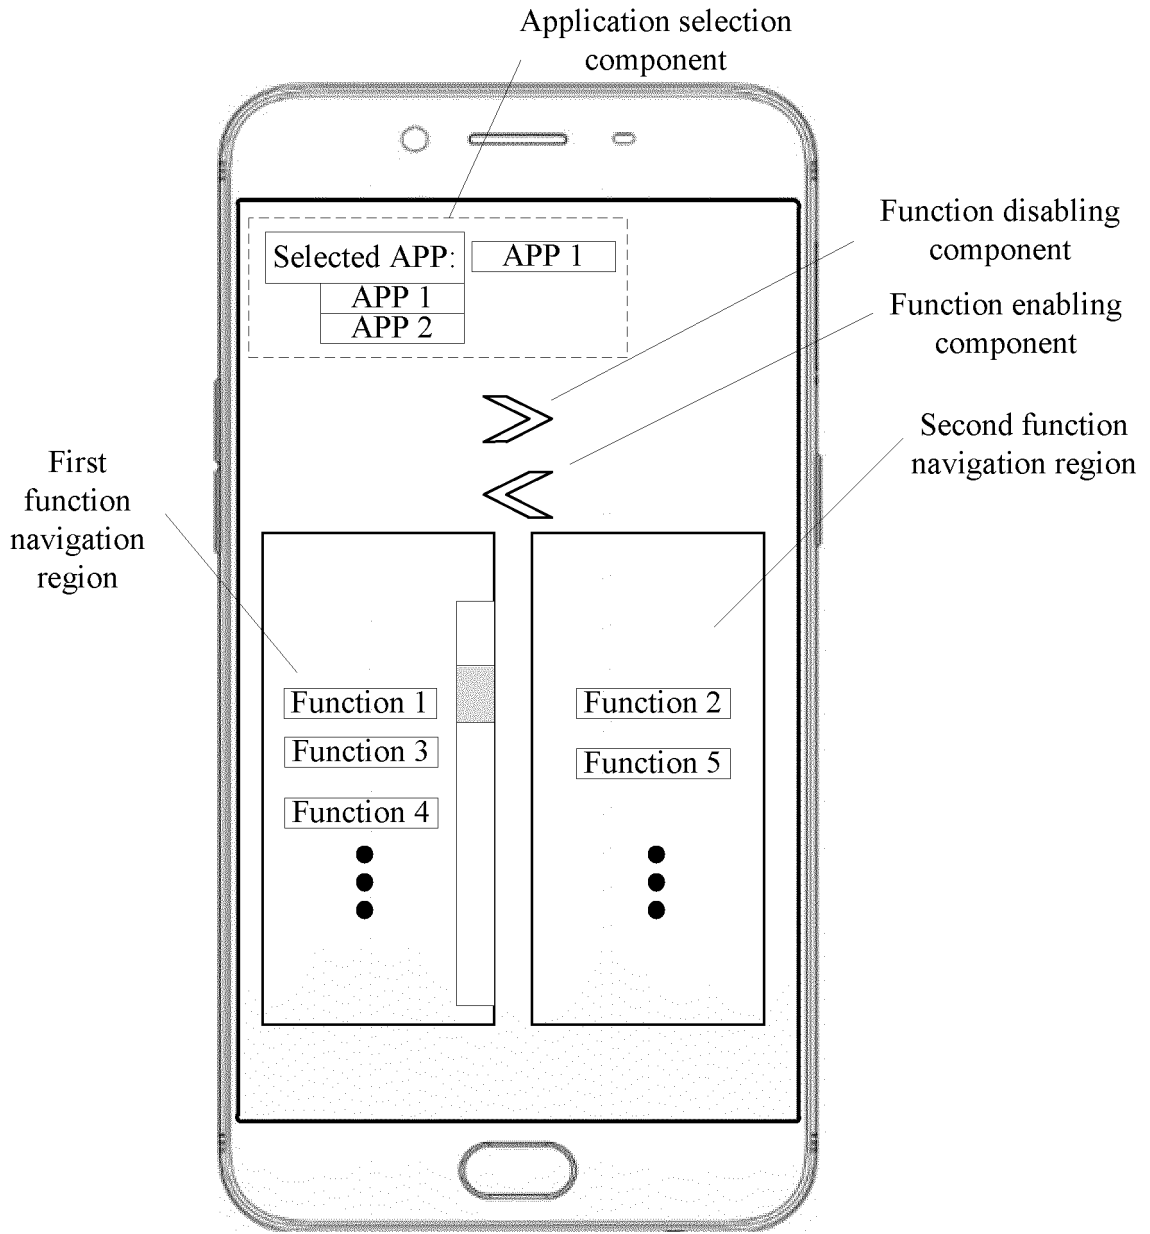 Application selection
component
Function disabling
component
Function enabling
component
Second function
navigation region
First
function
navigation
region
Selected APP:
APP 1
APP 1
APP 2
Function 1
Function 3
Function 4
Function 2
Function 5